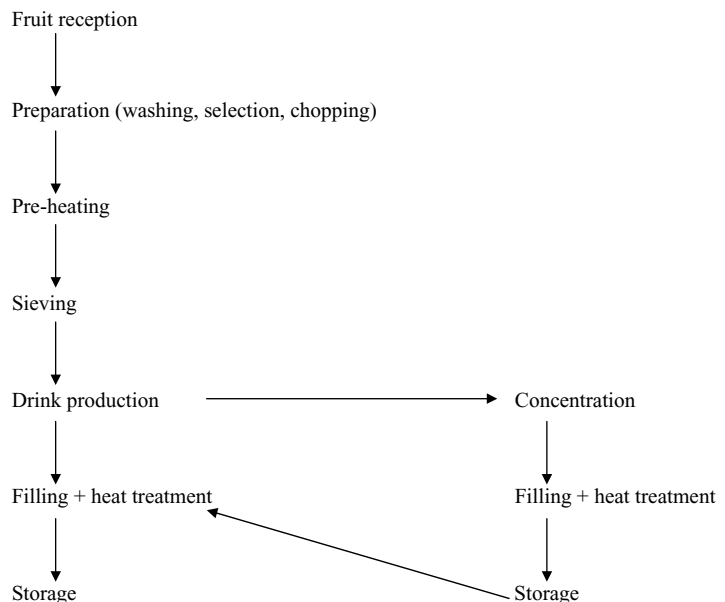 Fruit reception
Preparation (washing, selection, chopping)
Pre-heating
Sieving
Drink production
Concentration
Filling + heat treatment
Filling + heat treatment
Storage
Storage